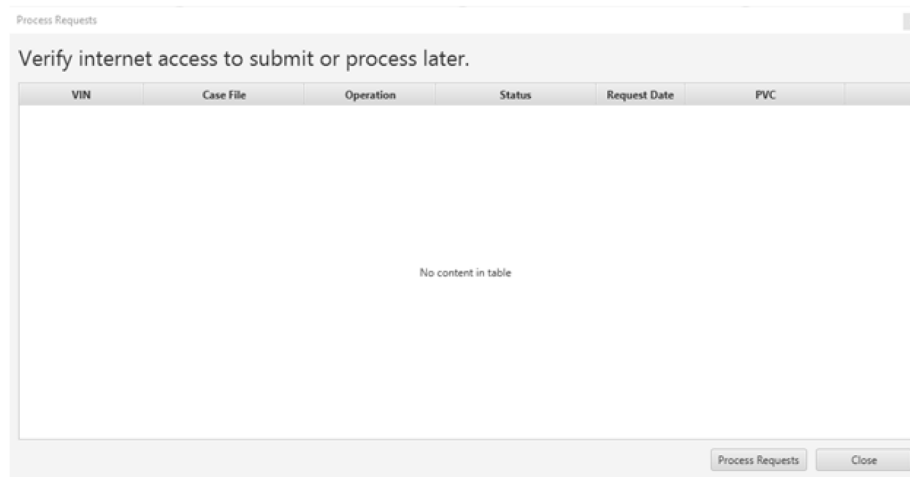 Process Requests
Verify internet access to submit or process later.
VIN Case File Operation Status Request Date PVC
No content in table
Process Requests Close